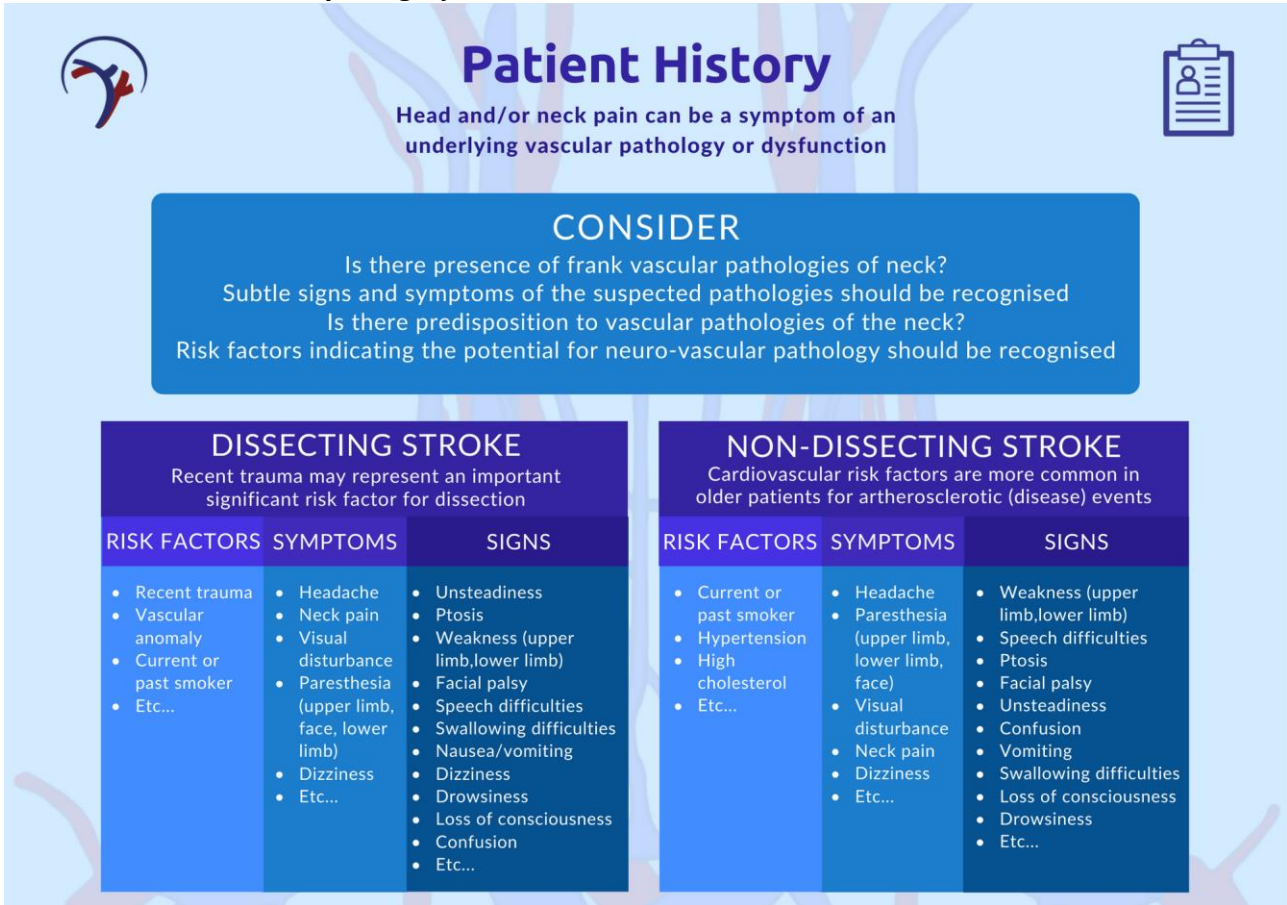 Patient History
Head and/or neck pain can be a symptom of an
underlying vascular pathology or dysfunction
CONSIDER
Is there presence of frank vascular pathologies of neck?
Subtle signs and symptoms of the suspected pathologies should be recognised
Is there predisposition to vascular pathologies of the neck?
Risk factors indicating the potential for neuro-vascular pathology should be recognised
DISSECTING STROKE
Recent trauma may represent an important
significant risk factor for dissection
RISK FACTORS
• Recent trauma
• Vascular
anomaly
• Current or
past smoker
• Etc...
SYMPTOMS
• Headache
• Neck pain
• Visual
disturbance
• Paresthesia
(upper limb,
face, lower
limb)
• Dizziness
• Etc...
SIGNS
• Unsteadiness
• Ptosis
• Weakness (upper
limb,lower limb)
• Facial palsy
• Speech difficulties
• Swallowing difficulties
• Nausea/vomiting
• Dizziness
• Drowsiness
• Loss of consciousness
• Confusion
• Etc...
NON-DISSECTING STROKE
Cardiovascular risk factors are more common in
older patients for artherosclerotic (disease) events
RISK FACTORS
• Current or
past smoker
• Hypertension
• High
cholesterol
• Etc...
SYMPTOMS
• Headache
• Paresthesia
(upper limb,
lower limb,
face)
• Visual
disturbance
• Neck pain
• Dizziness
• Etc...
SIGNS
• Weakness (upper
limb,lower limb)
• Speech difficulties
• Ptosis
• Facial palsy
• Unsteadiness
• Confusion
• Vomiting
• Swallowing difficulties
• Loss of consciousness
• Drowsiness
• Etc...